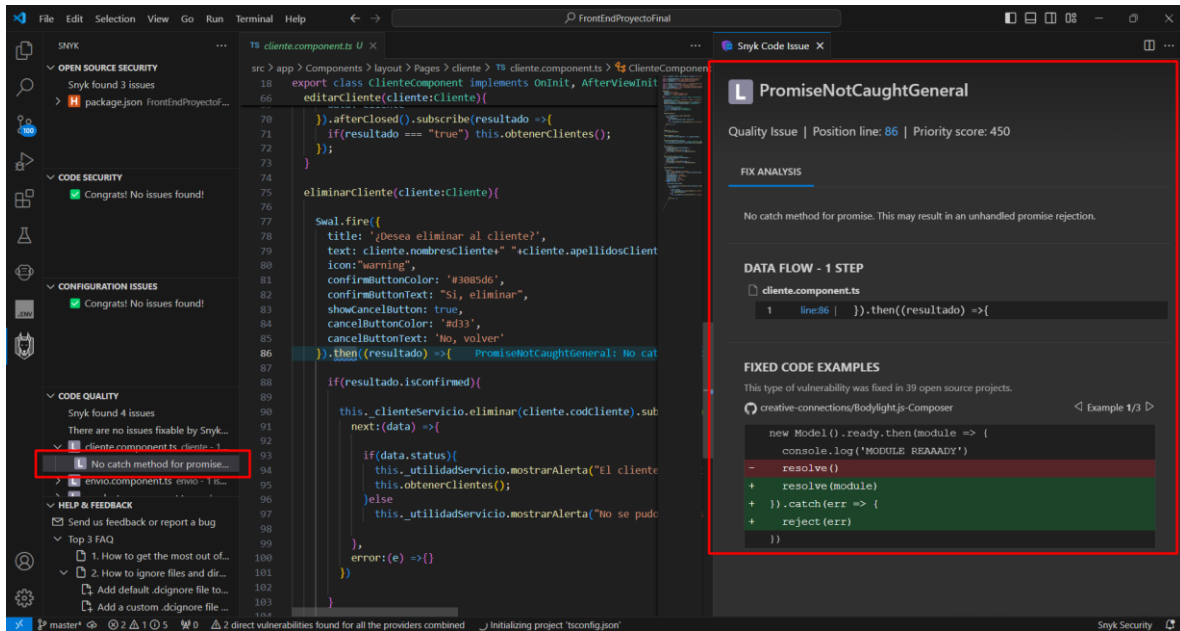 File Edit Selection View Go Run Terminal Help
FrontEndProyectoFinal
SNYK
OPEN SOURCE SECURITY
Snyk found 3 issues
H package.json FrontEndProyectoF...
CODE SECURITY
Congrats! No issues found!
CONFIGURATION ISSUES
Congrats! No issues found!
CODE QUALITY
Snyk found 4 issues
There are no issues fixable by Snyk...
L cliente.component.ts cliente - 1...
L No catch method for promise...
L envio.component.ts envio - 1 is...
HELP & FEEDBACK
Send us feedback or report a bug
Top 3 FAQ
1. How to get the most out of...
2. How to ignore files and dir...
Add default .dcignore file to...
Add a custom .dcignore file ...
100
.ENV
TS cliente.component.ts U
src > app > Components > layout > Pages > cliente > TS cliente.component.ts > ClienteComponen
18 export class ClienteComponent implements OnInit, AfterViewInit
66 editarCliente(cliente:Cliente){
70 }).afterClosed().subscribe(resultado =>{
71 if(resultado === "true") this.obtenerClientes();
72 });
73 }
74
75 eliminarCliente(cliente:Cliente){
76
77 Swal.fire({
78 title: '¿Desea eliminar al cliente?',
79 text: cliente.nombresCliente+" "+cliente.apellidosClient
80 icon:"warning",
81 confirmButtonColor: '#3085d6',
82 confirmButtonText: "Si, eliminar",
83 showCancelButton: true,
84 cancelButtonColor: '#d33',
85 cancelButtonText: 'No, volver'
86 }).then((resultado) =>{ PromiseNotCaughtGeneral: No cat
87
88 if(resultado.isConfirmed){
89
90 this._clienteServicio.eliminar(cliente.codCliente).sub
91 next:(data) =>{
92
93 if(data.status){
94 this._utilidadServicio.mostrarAlerta("El cliente
95 this.obtenerClientes();
96 }else
97 this._utilidadServicio.mostrarAlerta("No se pudo
98
99 },
100 error:(e) =>{}
101 })
102
103 }
Snyk Code Issue
L PromiseNotCaughtGeneral
Quality Issue | Position line: 86 | Priority score: 450
FIX ANALYSIS
No catch method for promise. This may result in an unhandled promise rejection.
DATA FLOW - 1 STEP
cliente.component.ts
1 line:86 | }).then((resultado) =>{
FIXED CODE EXAMPLES
This type of vulnerability was fixed in 39 open source projects.
creative-connections/Bodylight.js-Composer Example 1/3
new Model().ready.then(module => {
console.log('MODULE REAAADY')
- resolve()
+ resolve(module)
+ }).catch(err => {
+ reject(err)
})
master* 2 1 5 0 2 direct vulnerabilities found for all the providers combined Initializing project 'tsconfig.json' Snyk Security